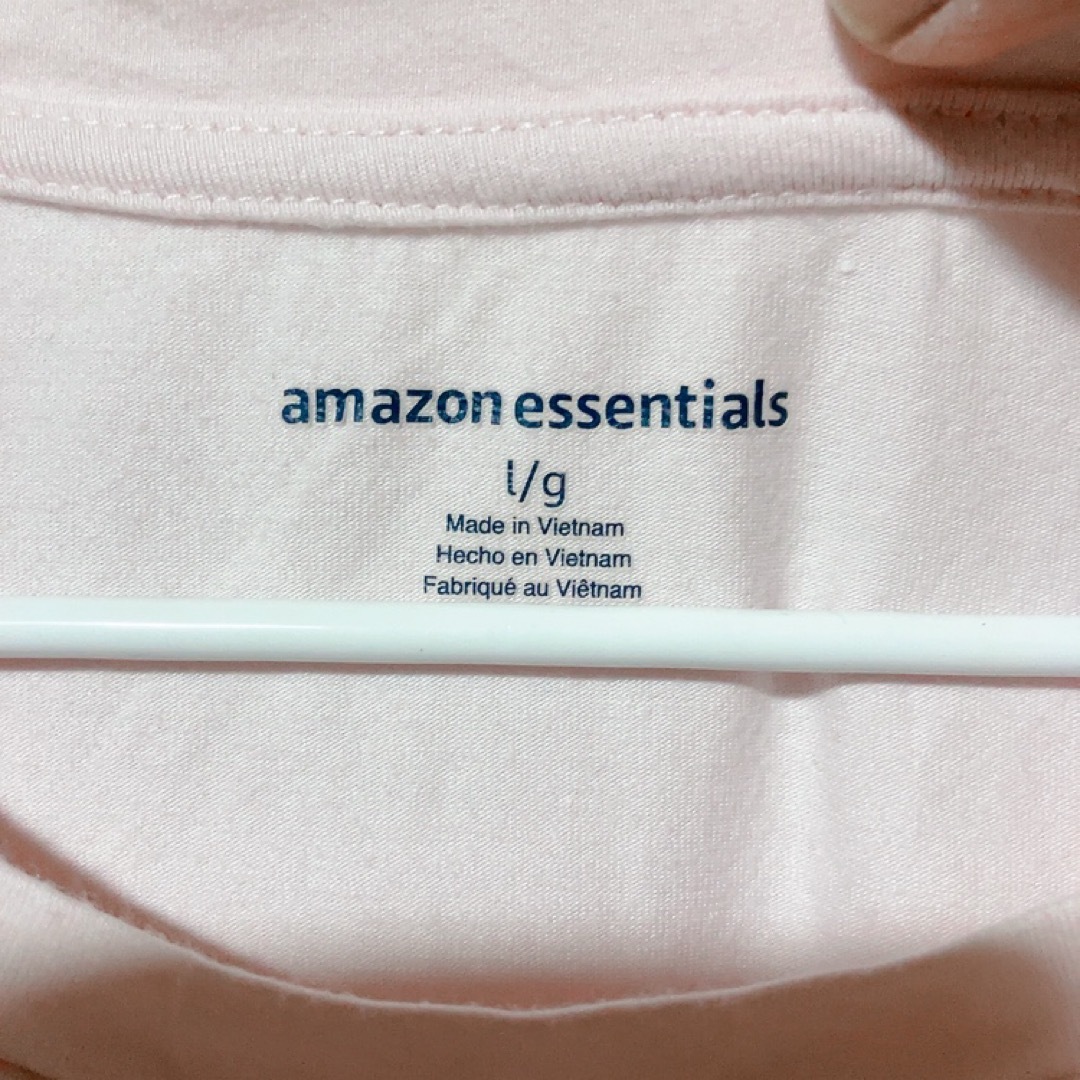 amazon essentials
l/g
Made in Vietnam
Hecho en Vietnam
Fabriqué au Viêtnam